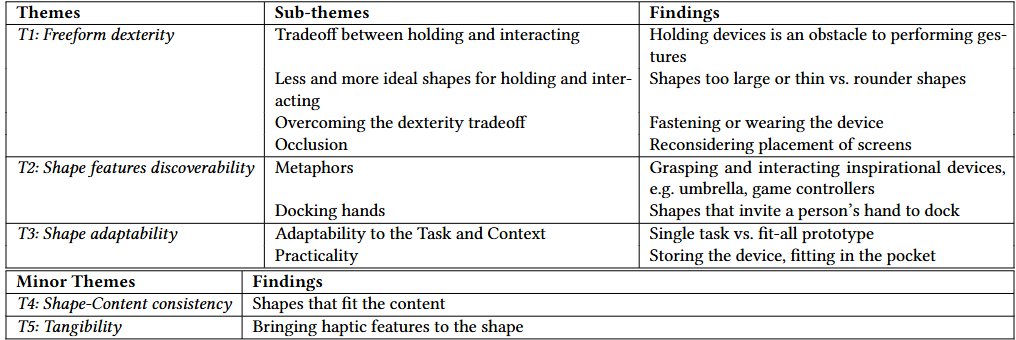 Themes Sub-themes Findings
T1: Freeform dexterity Tradeoff between holding and interacting Holding devices is an obstacle to performing ges-
tures
Less and more ideal shapes for holding and inter- Shapes too large or thin vs. rounder shapes
acting
Overcoming the dexterity tradeoff Fastening or wearing the device
Occlusion Reconsidering placement of screens
T2: Shape features discoverability Metaphors Grasping and interacting inspirational devices,
e.g. umbrella, game controllers
Docking hands Shapes that invite a person's hand to dock
T3: Shape adaptability Adaptability to the Task and Context Single task vs. fit-all prototype
Practicality Storing the device, fitting in the pocket
Minor Themes Findings
T4: Shape-Content consistency Shapes that fit the content
T5: Tangibility Bringing haptic features to the shape